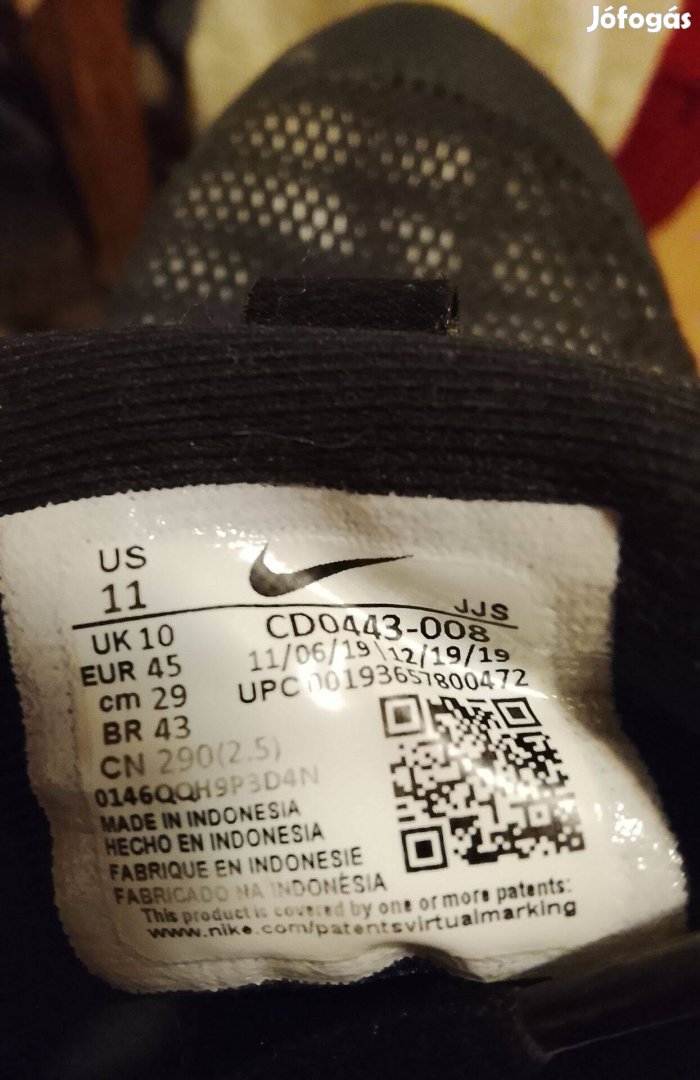 Jófogás
US
11
JJS
UK 10
CD0443-008
EUR 45
11/06/19\12/19/19
cm 29
UPC 00193657800472
BR 43
CN 290(2.5)
0146QQH9P3D4N
MADE IN INDONESIA
HECHO EN INDONESIA
FABRIQUE EN INDONESIE
FABRICADO NA INDONÉSIA
This product is covered by one or more patents:
www.nike.com/patentsvirtualmarking